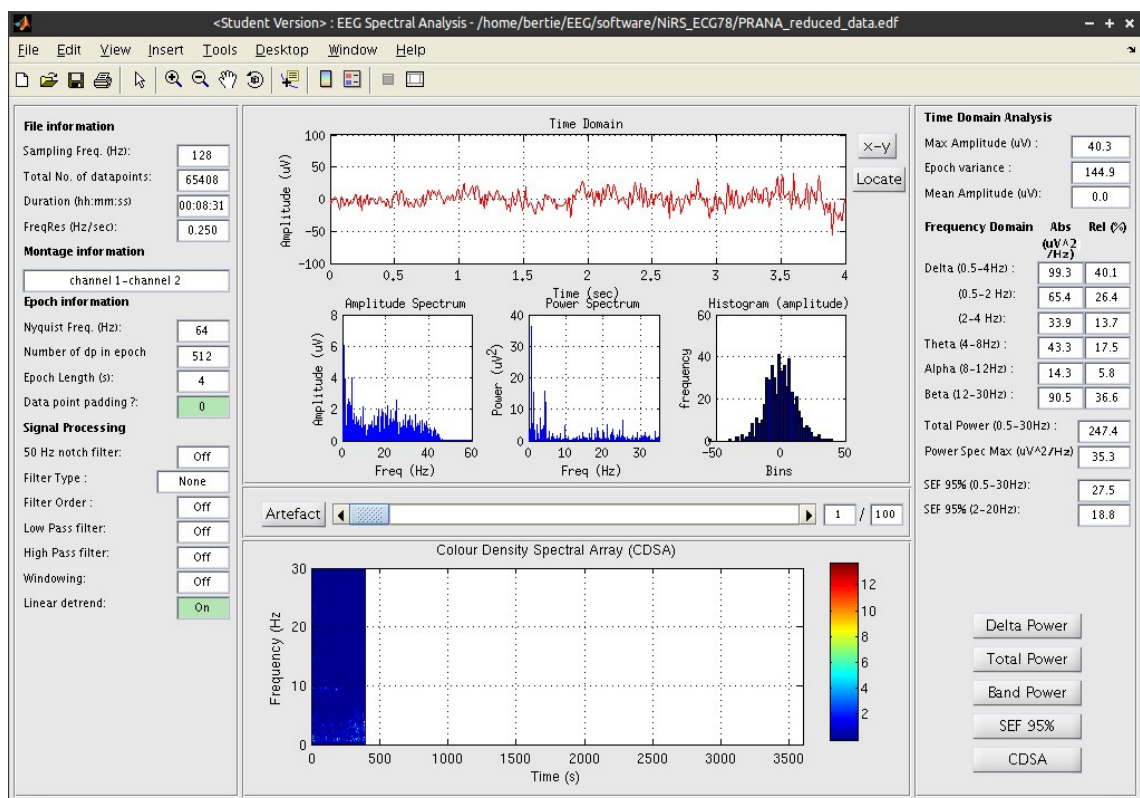 <Student Version> : EEG Spectral Analysis - /home/bertie/EEG/software/NiRS_ECG78/PRANA_reduced_data.edf
File Edit View Insert Tools Desktop Window Help
File information
Sampling Freq. (Hz): 128
Total No. of datapoints: 65408
Duration (hh:mm:ss) 00:08:31
FreqRes (Hz/sec): 0.250
Montage information
channel 1-channel 2
Epoch information
Nyquist Freq. (Hz): 64
Number of dp in epoch 512
Epoch Length (s): 4
Data point padding ?: 0
Signal Processing
50 Hz notch filter: Off
Filter Type : None
Filter Order : Off
Low Pass filter: Off
High Pass filter: Off
Windowing: Off
Linear detrend: On
Time Domain
Amplitude (uV)
100
50
0
-50
-100
0 0.5 1 1.5 2 2.5 3 3.5 4
Time (sec)
x-y
Locate
Amplitude Spectrum
Amplitude (uV)
8
6
4
2
0
0 20 40 60
Freq (Hz)
Power Spectrum
Power (uV2)
40
30
20
10
0
0 10 20 30
Freq (Hz)
Histogram (amplitude)
frequency
60
40
20
0
-50 0 50
Bins
Artefact 1 / 100
Colour Density Spectral Array (CDSA)
Frequency (Hz
30
20
10
0
0 500 1000 1500 2000 2500 3000 3500
Time (s)
12
10
8
6
4
2
Time Domain Analysis
Max Amplitude (uV) : 40.3
Epoch variance : 144.9
Mean Amplitude (uV): 0.0
Frequency Domain Abs Rel (%)
(uV^2
/Hz)
Delta (0.5-4Hz) : 99.3 40.1
(0.5-2 Hz): 65.4 26.4
(2-4 Hz): 33.9 13.7
Theta (4-8Hz) : 43.3 17.5
Alpha (8-12Hz) : 14.3 5.8
Beta (12-30Hz) : 90.5 36.6
Total Power (0.5-30Hz) : 247.4
Power Spec Max (uV^2/Hz) 35.3
SEF 95% (0.5-30Hz): 27.5
SEF 95% (2-20Hz): 18.8
Delta Power
Total Power
Band Power
SEF 95%
CDSA